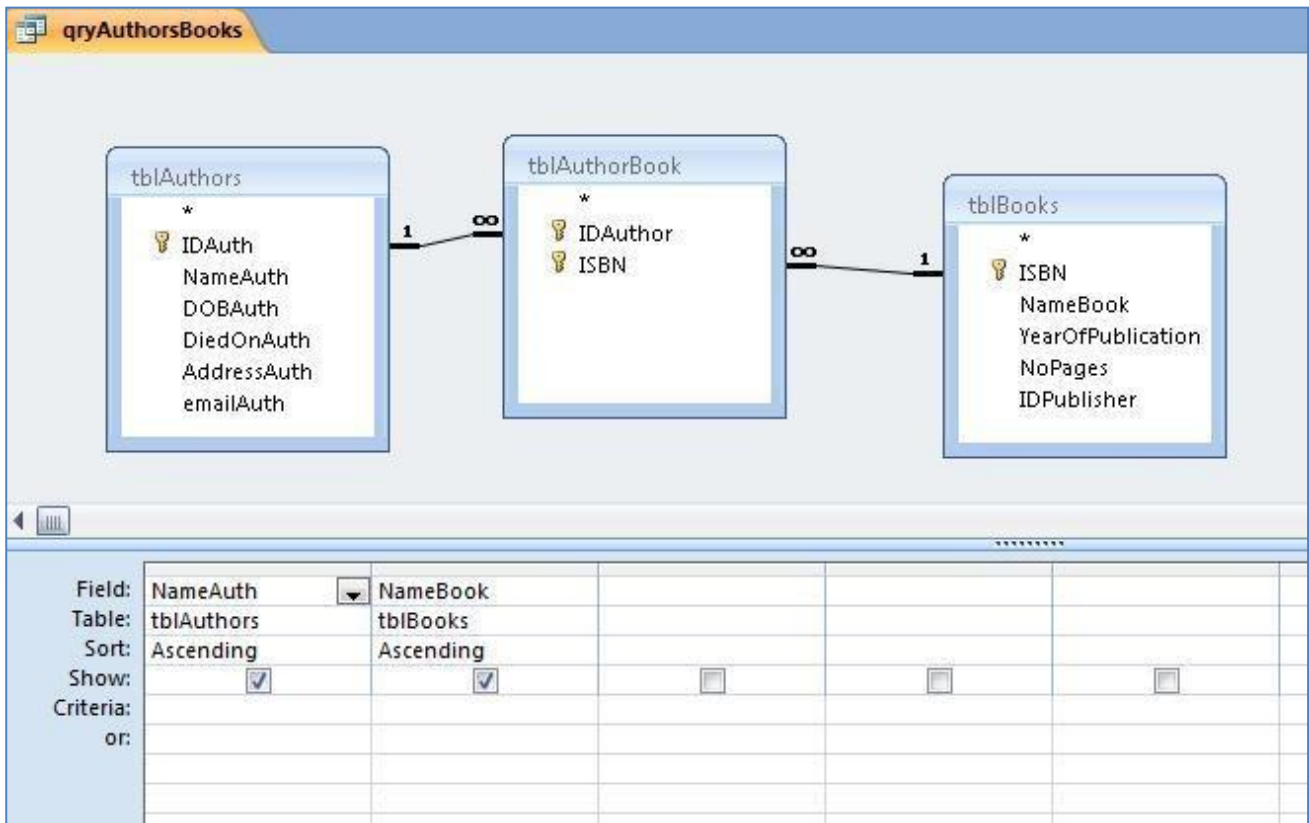 qryAuthorsBooks
tblAuthors
*
IDAuth
NameAuth
DOBAuth
DiedOnAuth
AddressAuth
emailAuth
1
∞
tblAuthorBook
*
IDAuthor
ISBN
∞
1
tblBooks
*
ISBN
NameBook
YearOfPublication
NoPages
IDPublisher
Field: NameAuth NameBook
Table: tblAuthors tblBooks
Sort: Ascending Ascending
Show:
Criteria:
or: